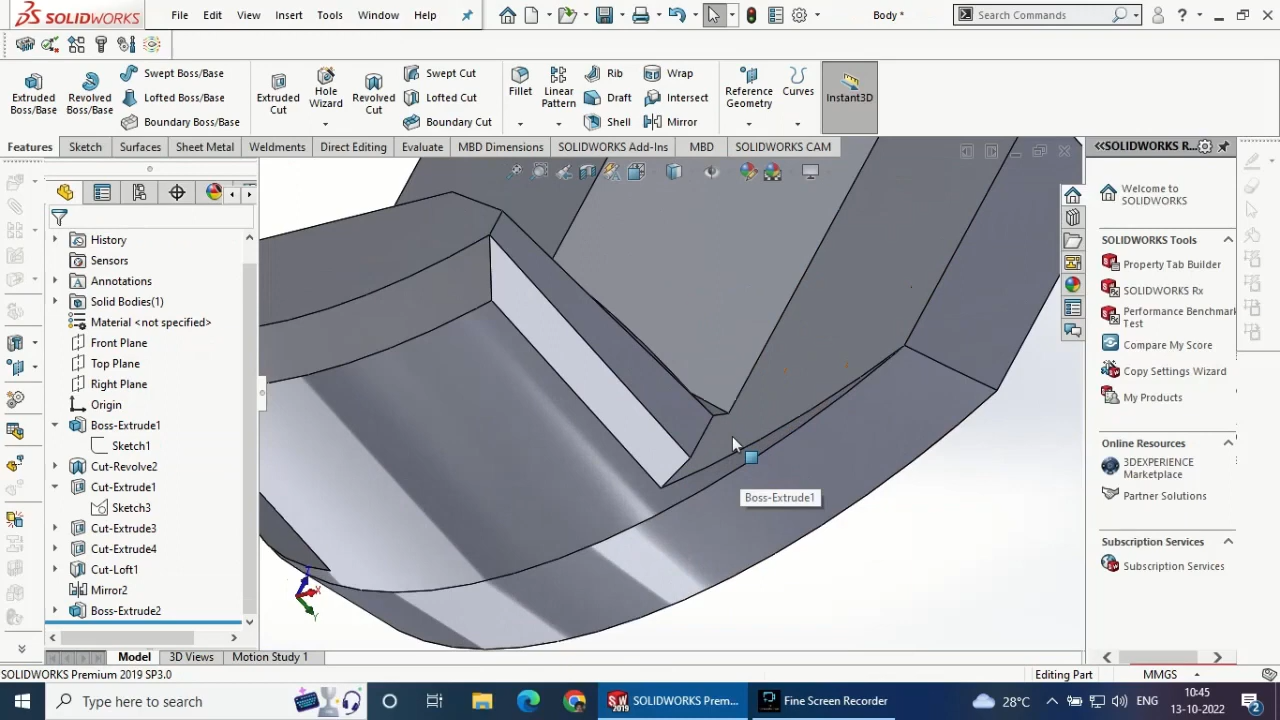 SOLIDWORKS File Edit View Insert Tools Window Help Body * Search Commands
Extruded Boss/Base
Revolved Boss/Base
Swept Boss/Base
Lofted Boss/Base
Boundary Boss/Base
Extruded Cut
Hole Wizard
Revolved Cut
Swept Cut
Lofted Cut
Boundary Cut
Fillet
Linear Pattern
Rib
Draft
Shell
Wrap
Intersect
Mirror
Reference Geometry
Curves
Instant3D
Features Sketch Surfaces Sheet Metal Weldments Direct Editing Evaluate MBD Dimensions SOLIDWORKS Add-Ins MBD SOLIDWORKS CAM
History
Sensors
Annotations
Solid Bodies(1)
Material <not specified>
Front Plane
Top Plane
Right Plane
Origin
Boss-Extrude1
Sketch1
Cut-Revolve2
Cut-Extrude1
Sketch3
Cut-Extrude3
Cut-Extrude4
Cut-Loft1
Mirror2
Boss-Extrude2
Boss-Extrude1
X
Y
SOLIDWORKS R...
Welcome to
SOLIDWORKS
SOLIDWORKS Tools
Property Tab Builder
SOLIDWORKS Rx
Performance Benchmark
Test
Compare My Score
Copy Settings Wizard
My Products
Online Resources
3DEXPERIENCE
Marketplace
Partner Solutions
Subscription Services
Subscription Services
Model 3D Views Motion Study 1
SOLIDWORKS Premium 2019 SP3.0 Editing Part MMGS
Type here to search
SOLIDWORKS Prem...
Fine Screen Recorder
28°C
ENG
10:45
13-10-2022
2